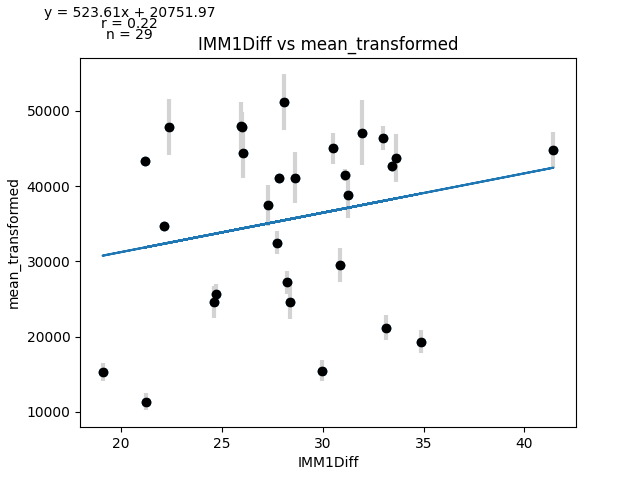 y = 523.61x + 20751.97
r = 0.22
n = 29
IMM1Diff vs mean_transformed
mean_transformed
50000
40000
30000
20000
10000
20 25 30 35 40
IMM1Diff